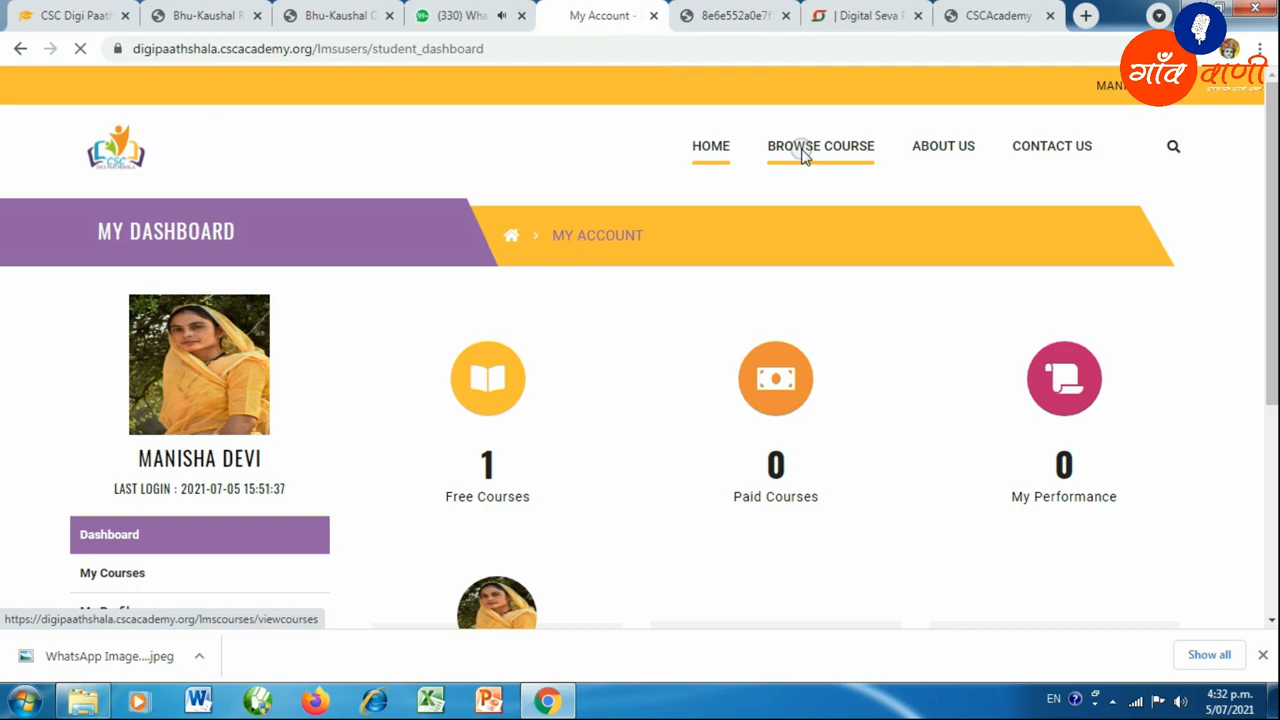 CSC Digi Paat
Bhu-Kaushal R
Bhu-Kaushal C
(330) Wha
My Account -
8e6e552a0e7f
| Digital Seva P
CSCAcademy
digipaathshala.cscacademy.org/lmsusers/student_dashboard
गाँव वाणी
MANI
CSC
HOME
BROWSE COURSE
ABOUT US
CONTACT US
MY DASHBOARD
MY ACCOUNT
MANISHA DEVI
LAST LOGIN : 2021-07-05 15:51:37
1
Free Courses
0
Paid Courses
0
My Performance
Dashboard
My Courses
https://digipaathshala.cscacademy.org/lmscourses/viewcourses
WhatsApp Image....jpeg
Show all
EN
4:32 p.m.
5/07/2021